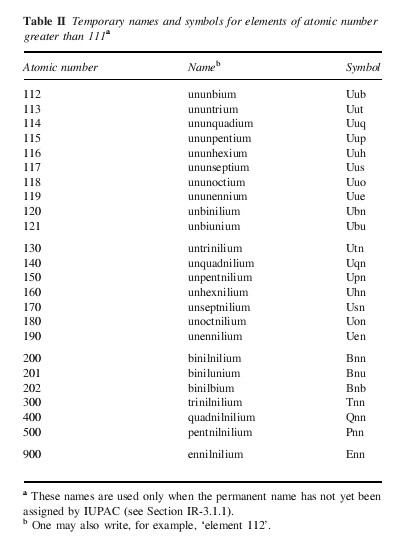 Table II Temporary names and symbols for elements of atomic number
greater than 111a
Atomic number Nameb Symbol
112 ununbium Uub
113 ununtrium Uut
114 ununquadium Uuq
115 ununpentium Uup
116 ununhexium Uuh
117 ununseptium Uus
118 ununoctium Uuo
119 ununennium Uue
120 unbinilium Ubn
121 unbiunium Ubu
130 untrinilium Utn
140 unquadnilium Uqn
150 unpentnilium Upn
160 unhexnilium Uhn
170 unseptnilium Usn
180 unoctnilium Uon
190 unennilium Uen
200 binilnilium Bnn
201 binilunium Bnu
202 binilbium Bnb
300 trinilnilium Tnn
400 quadnilnilium Qnn
500 pentnilnilium Pnn
900 ennilnilium Enn
a These names are used only when the permanent name has not yet been
assigned by IUPAC (see Section IR-3.1.1).
b One may also write, for example, ‘element 112’.